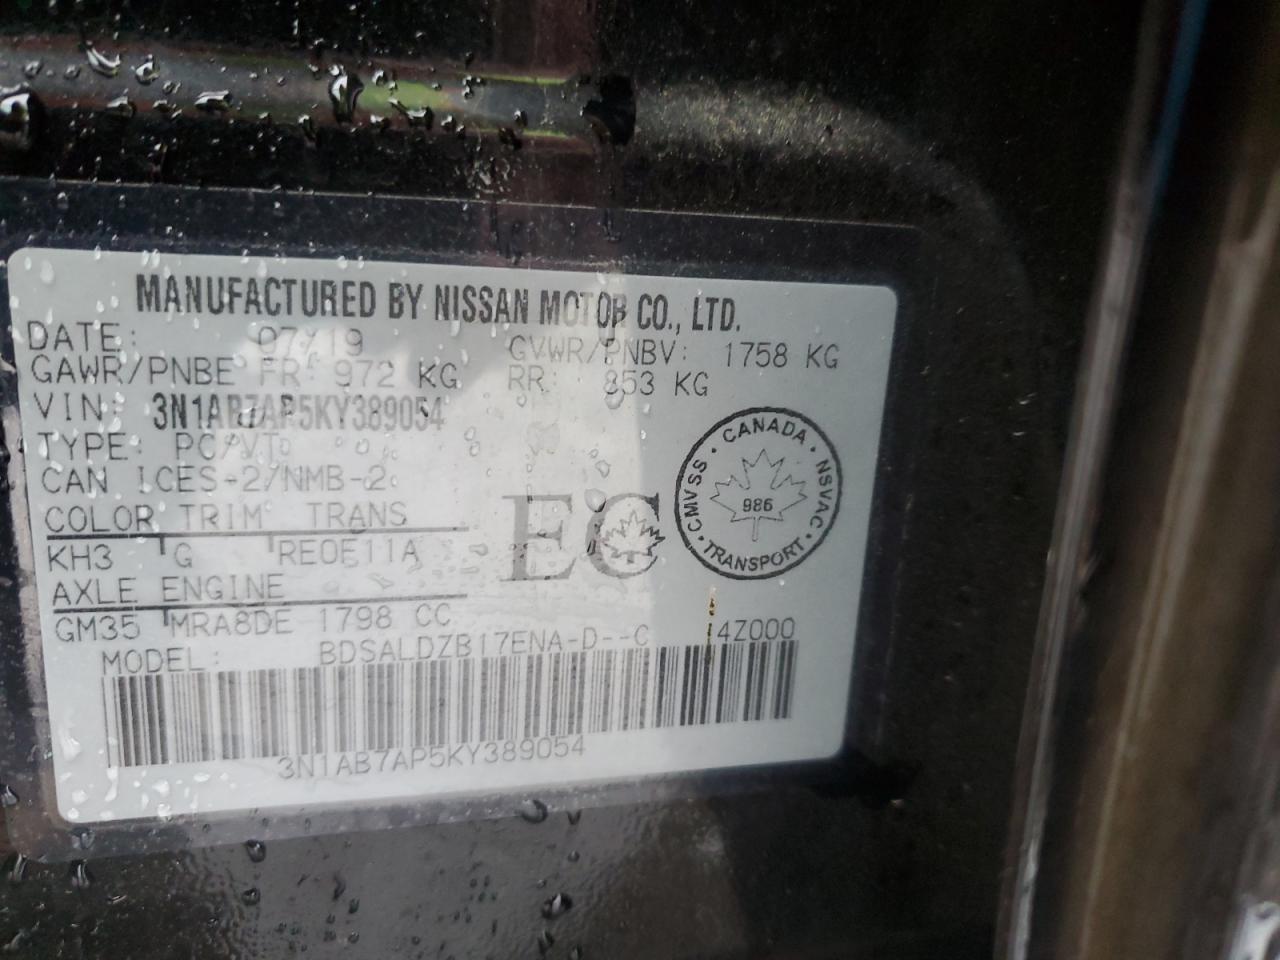 MANUFACTURED BY NISSAN MOTOR CO., LTD.
DATE: 07/19 GVWR/PNBV: 1758 KG
GAWR/PNBE FR 972 KG RR: 853 KG
VIN: 3N1AB7AP5KY389054
TYPE: PC/VT
CAN ICES-2/NMB-2
COLOR TRIM TRANS
KH3 G RE0F11A
AXLE ENGINE
GM35 MRA8DE 1798 CC
MODEL: BDSALDZB17ENA-D--C 4Z000
3N1AB7AP5KY389054
EC
CANADA
CMVSS NSVAC
986
TRANSPORT